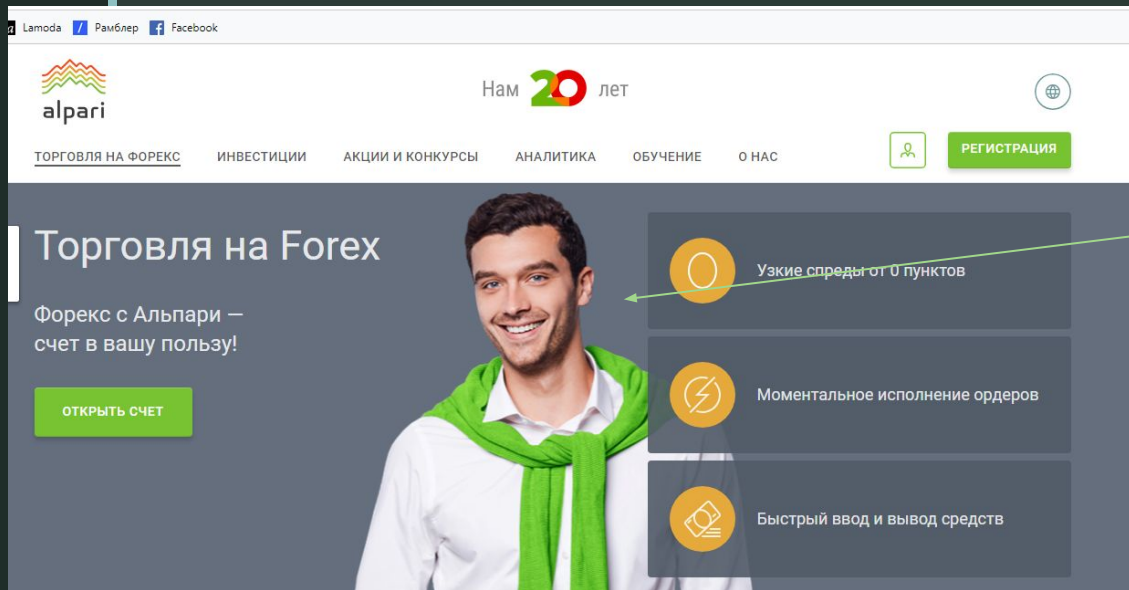 Lamoda Рамблер Facebook
alpari
Нам 20 лет
ТОРГОВЛЯ НА ФОРЕКС ИНВЕСТИЦИИ АКЦИИ И КОНКУРСЫ АНАЛИТИКА ОБУЧЕНИЕ О НАС РЕГИСТРАЦИЯ
Торговля на Forex
Форекс с Альпари —
счет в вашу пользу!
ОТКРЫТЬ СЧЕТ
Узкие спреды от 0 пунктов
Моментальное исполнение ордеров
Быстрый ввод и вывод средств